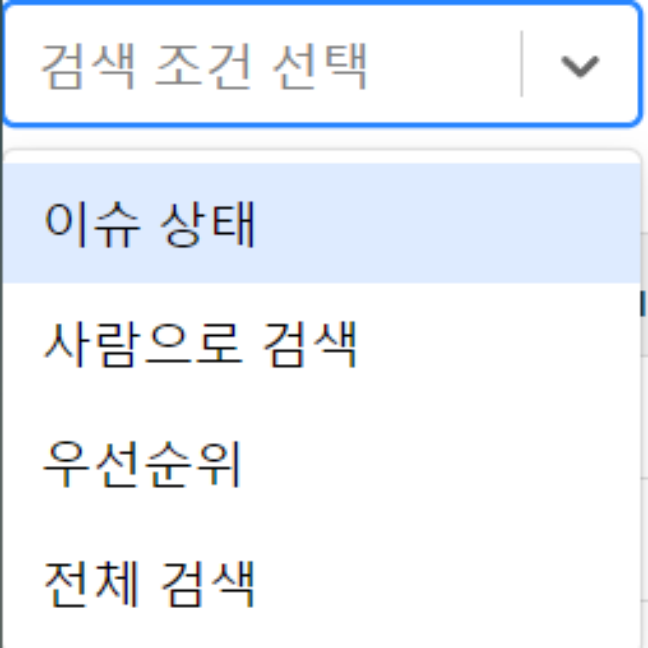 검색 조건 선택
이슈 상태
사람으로 검색
우선순위
전체 검색